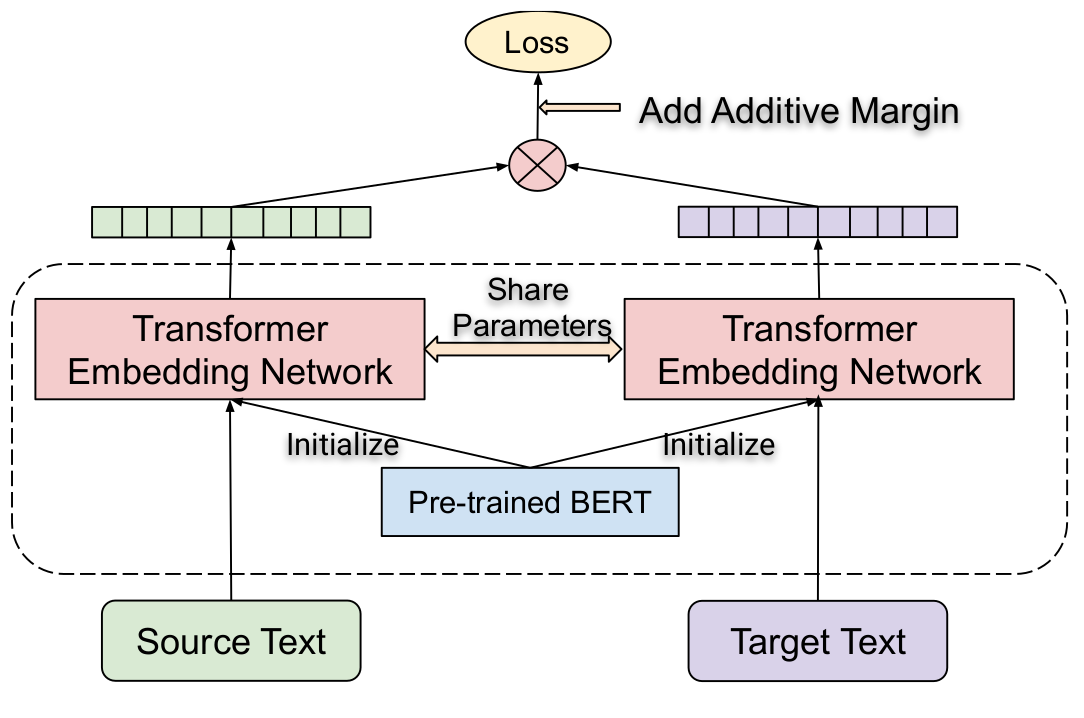 Loss
Add Additive Margin
Share
Parameters
Transformer
Embedding Network
Transformer
Embedding Network
Initialize
Initialize
Pre-trained BERT
Source Text
Target Text